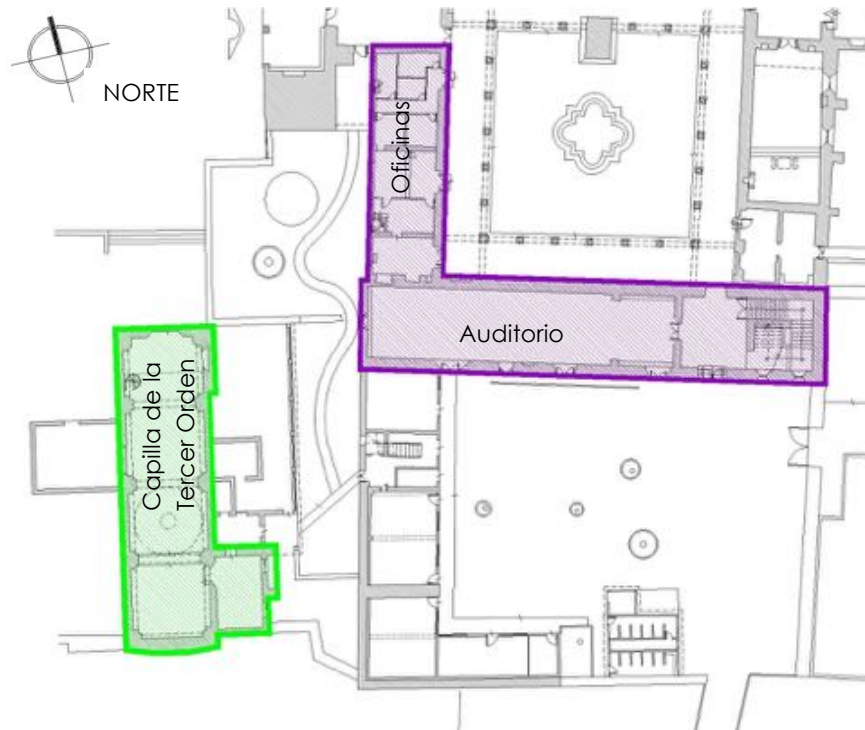 NORTE
Oficinas
Auditorio
Capilla de la
Tercer Orden